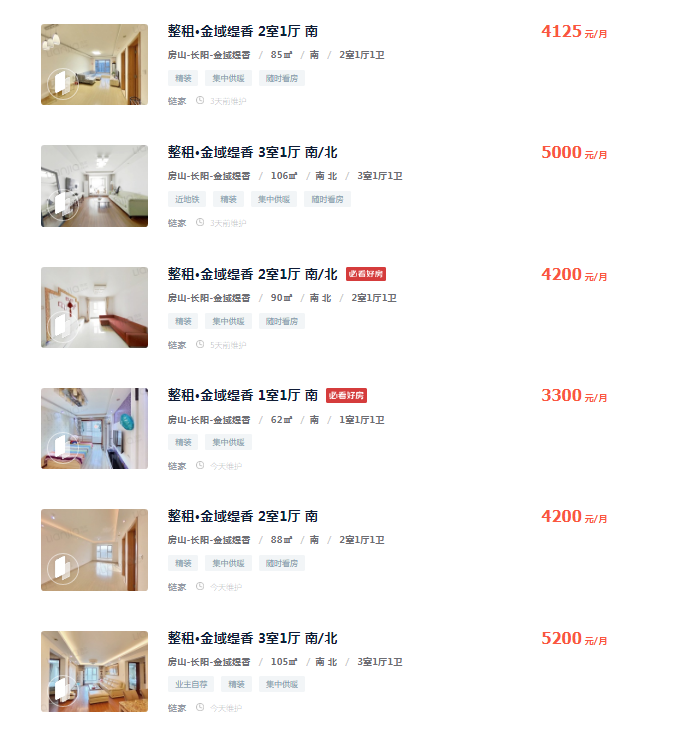 整租·金域缇香 2室1厅 南
4125 元/月
房山-长阳-金域缇香 / 85㎡ / 南 / 2室1厅1卫
精装 集中供暖 随时看房
链家 3天前维护
整租·金域缇香 3室1厅 南/北
5000 元/月
房山-长阳-金域缇香 / 106㎡ / 南 北 / 3室1厅1卫
近地铁 精装 集中供暖 随时看房
链家 3天前维护
整租·金域缇香 2室1厅 南/北 必看好房
4200 元/月
房山-长阳-金域缇香 / 90㎡ / 南 北 / 2室1厅1卫
精装 集中供暖 随时看房
链家 5天前维护
整租·金域缇香 1室1厅 南 必看好房
3300 元/月
房山-长阳-金域缇香 / 62㎡ / 南 / 1室1厅1卫
精装 集中供暖
链家 今天维护
整租·金域缇香 2室1厅 南
4200 元/月
房山-长阳-金域缇香 / 88㎡ / 南 / 2室1厅1卫
精装 集中供暖 随时看房
链家 今天维护
整租·金域缇香 3室1厅 南/北
5200 元/月
房山-长阳-金域缇香 / 105㎡ / 南 北 / 3室1厅1卫
业主自荐 精装 集中供暖
链家 今天维护